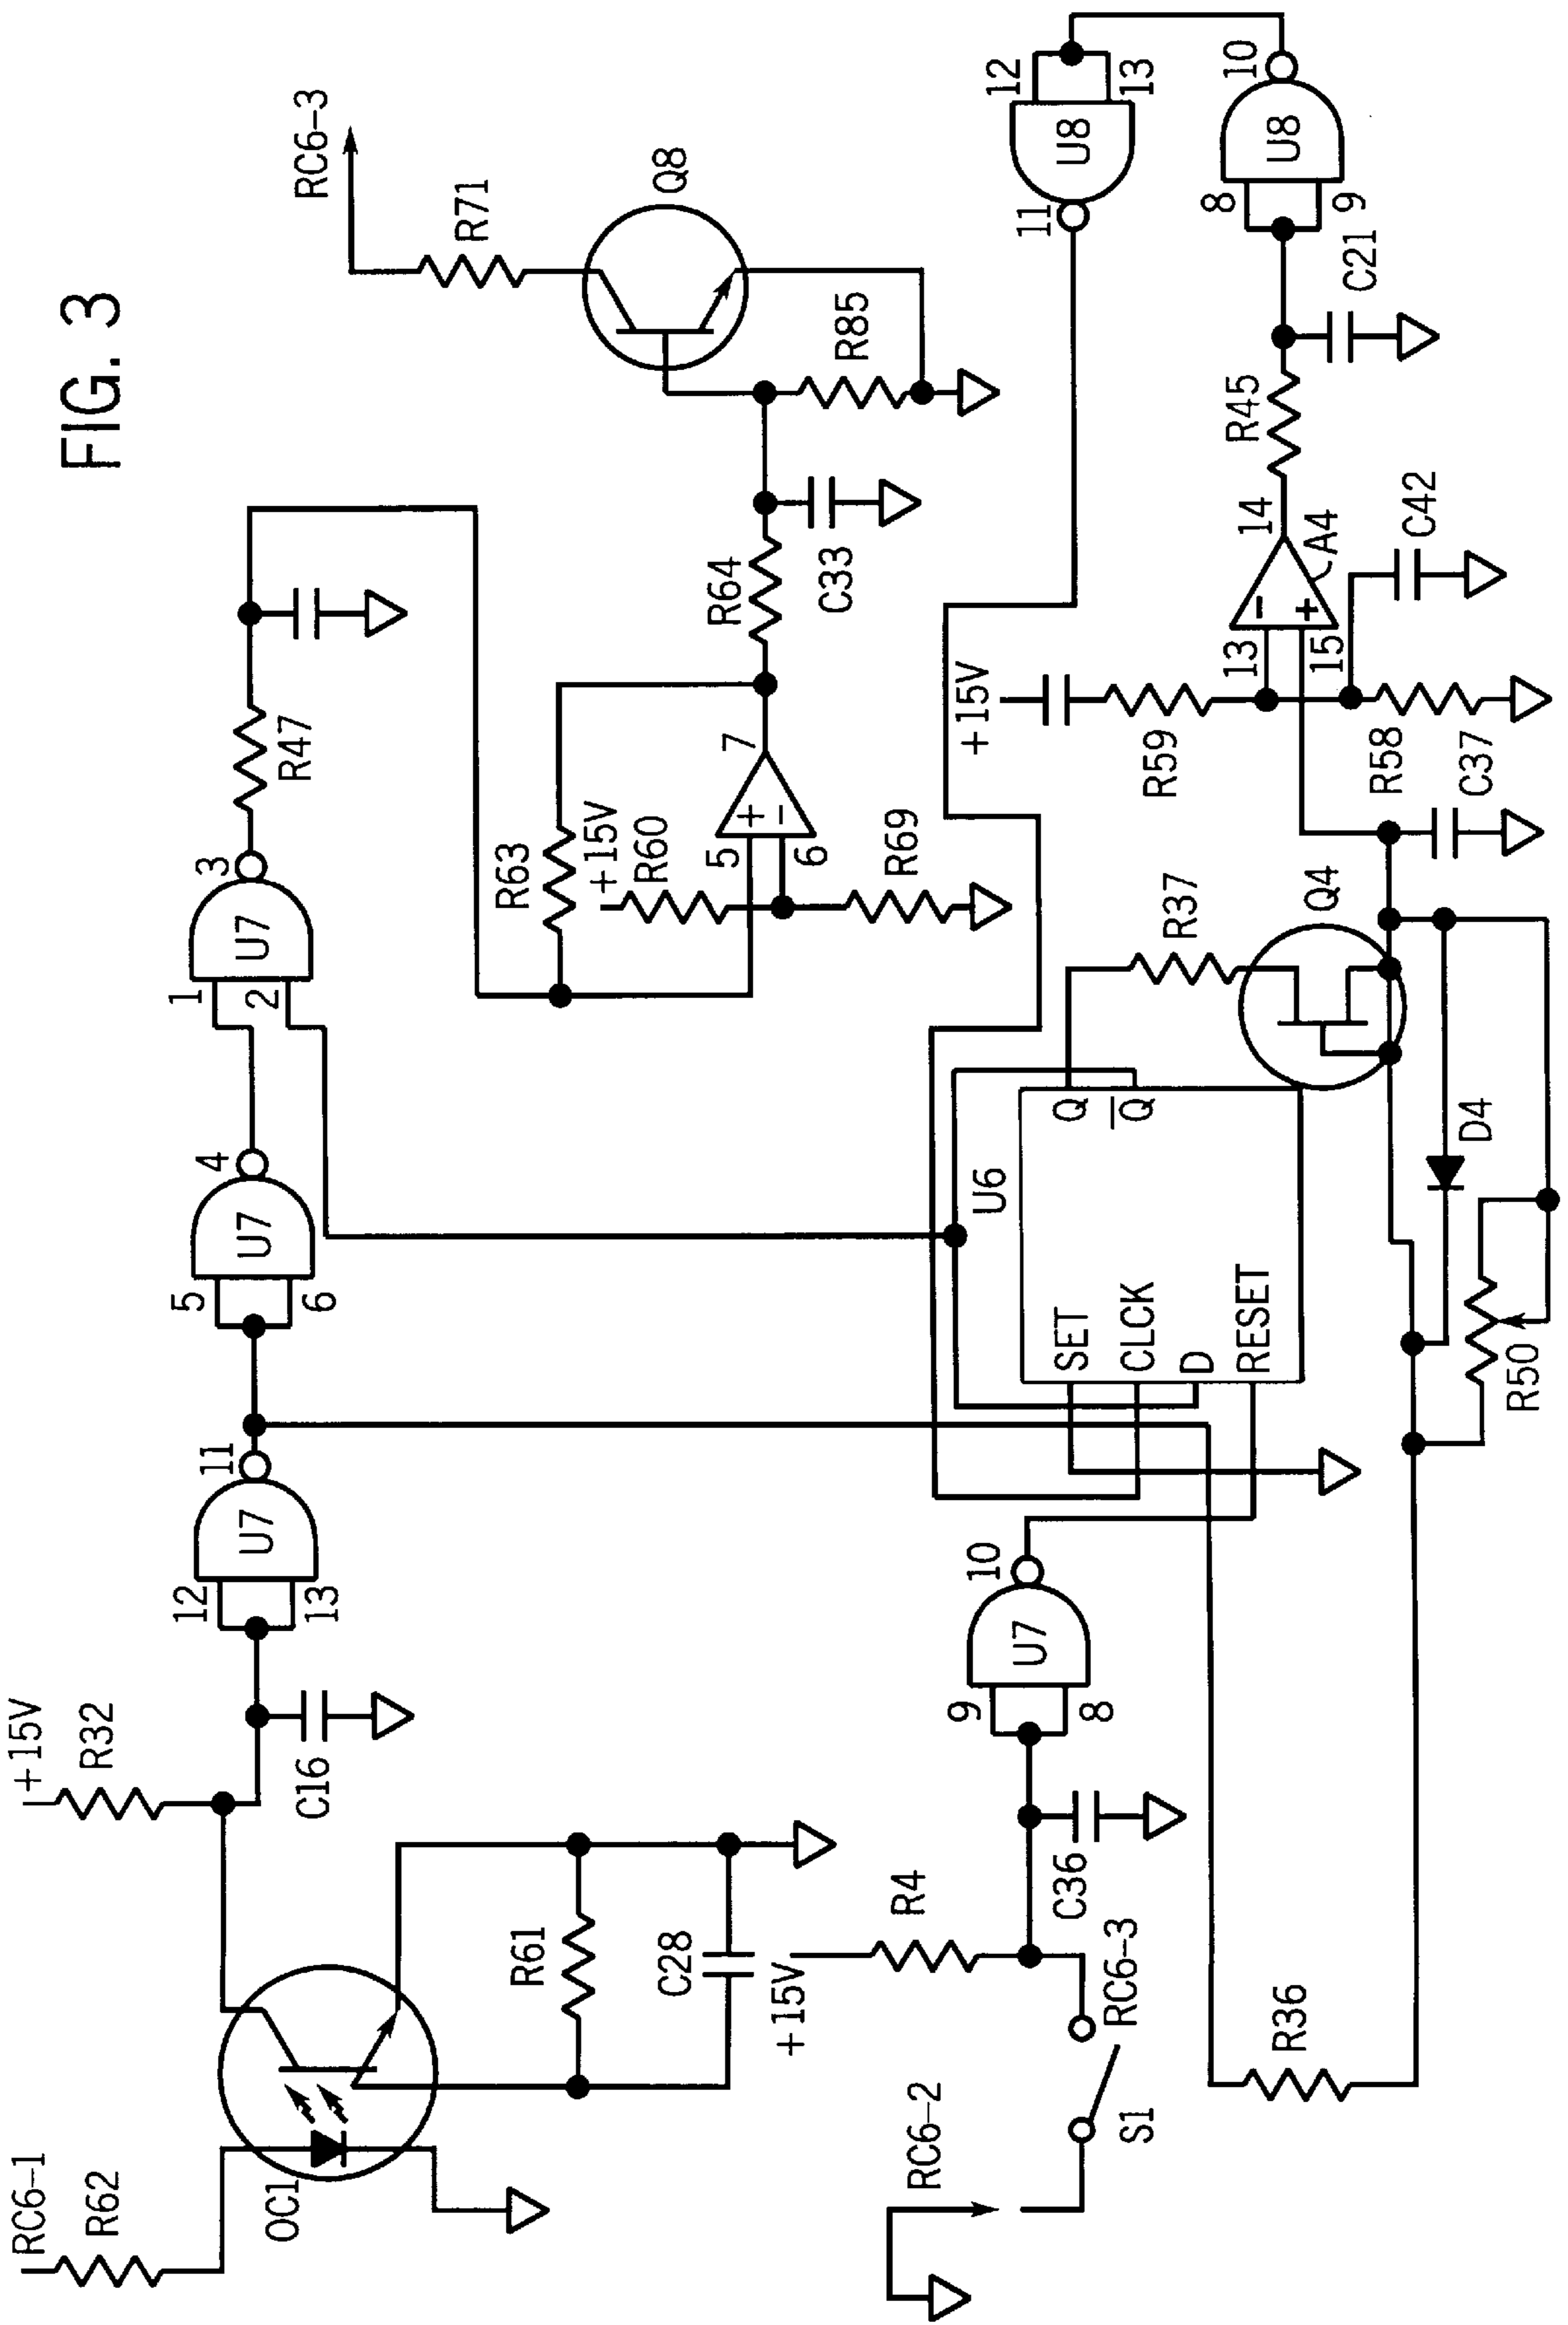 FIG. 3
RC6-1
R62
OC1
+15V
R32
C16
12
13
U7
11
5
6
U7
4
1
2
U7
3
R47
RC6-3
R71
Q8
R85
R61
C28
R63
+15V
R60
5
6
+
−
7
R69
R64
C33
+15V
R4
RC6-2
S1
RC6-3
C36
9
8
U7
10
U6
SET
CLCK
D
RESET
Q
Q̅
R37
Q4
D4
R50
R36
+15V
R59
13
15
−
+
14
A4
R58
C37
C42
R45
C21
8
9
U8
10
12
13
U8
11